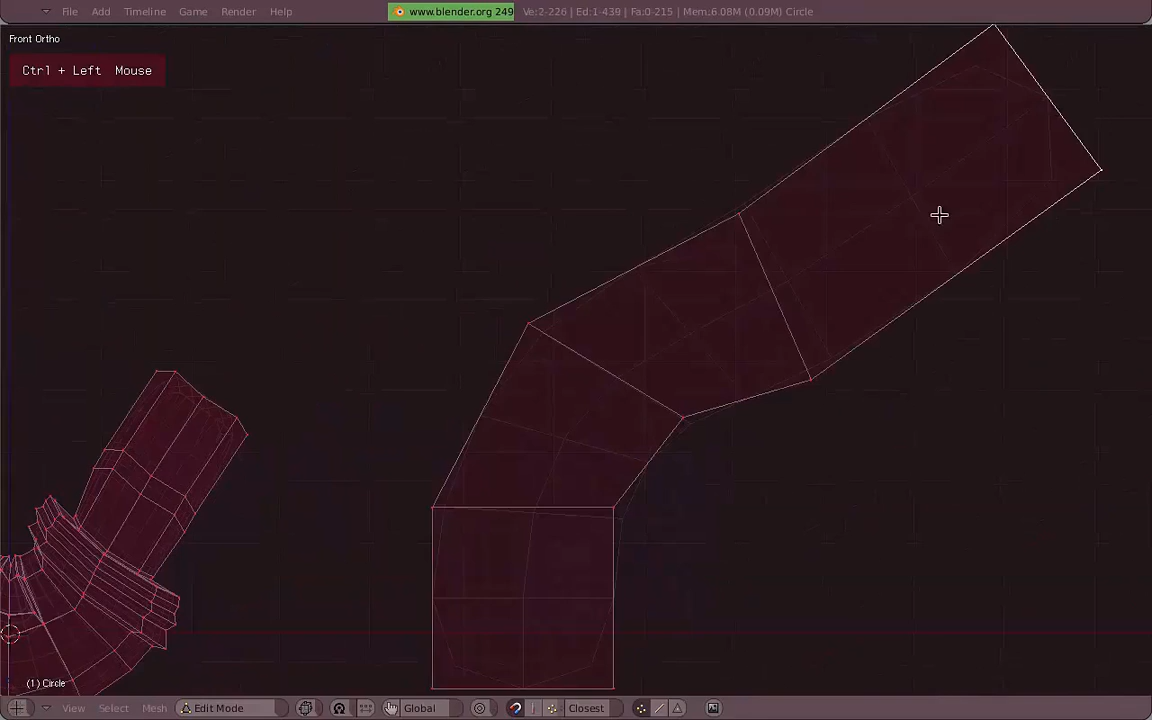 File Add Timeline Game Render Help www.blender.org 249 Ve:2-226 | Ed:1-439 | Fa:0-215 | Mem:6.08M (0.09M) Circle
Front Ortho
Ctrl + Left Mouse
(1) Circle
View Select Mesh Edit Mode Global Closest